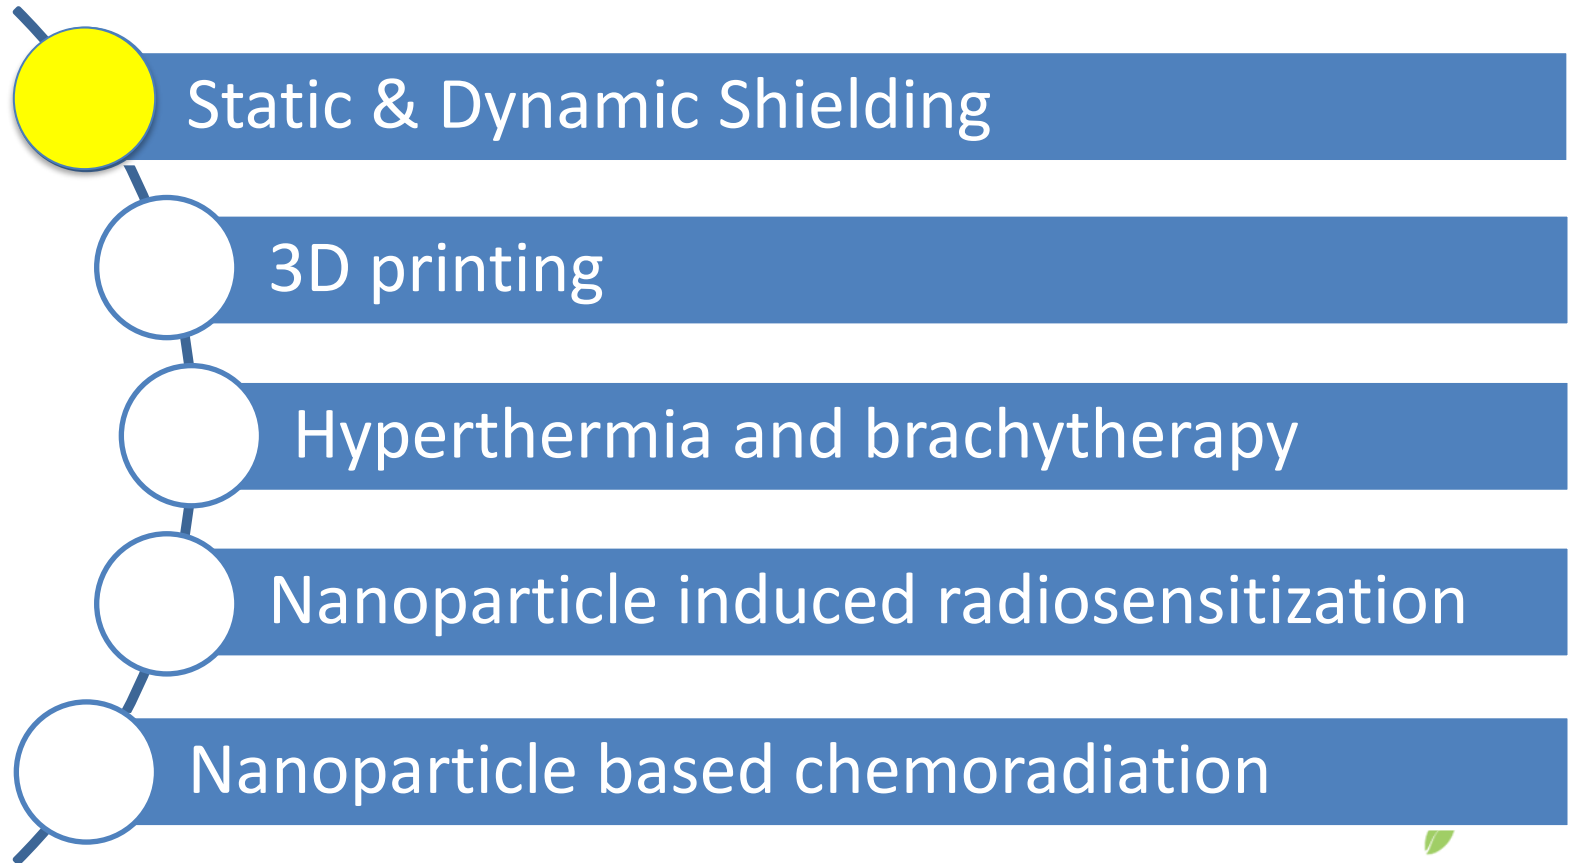 Static & Dynamic Shielding
3D printing
Hyperthermia and brachytherapy
Nanoparticle induced radiosensitization
Nanoparticle based chemoradiation